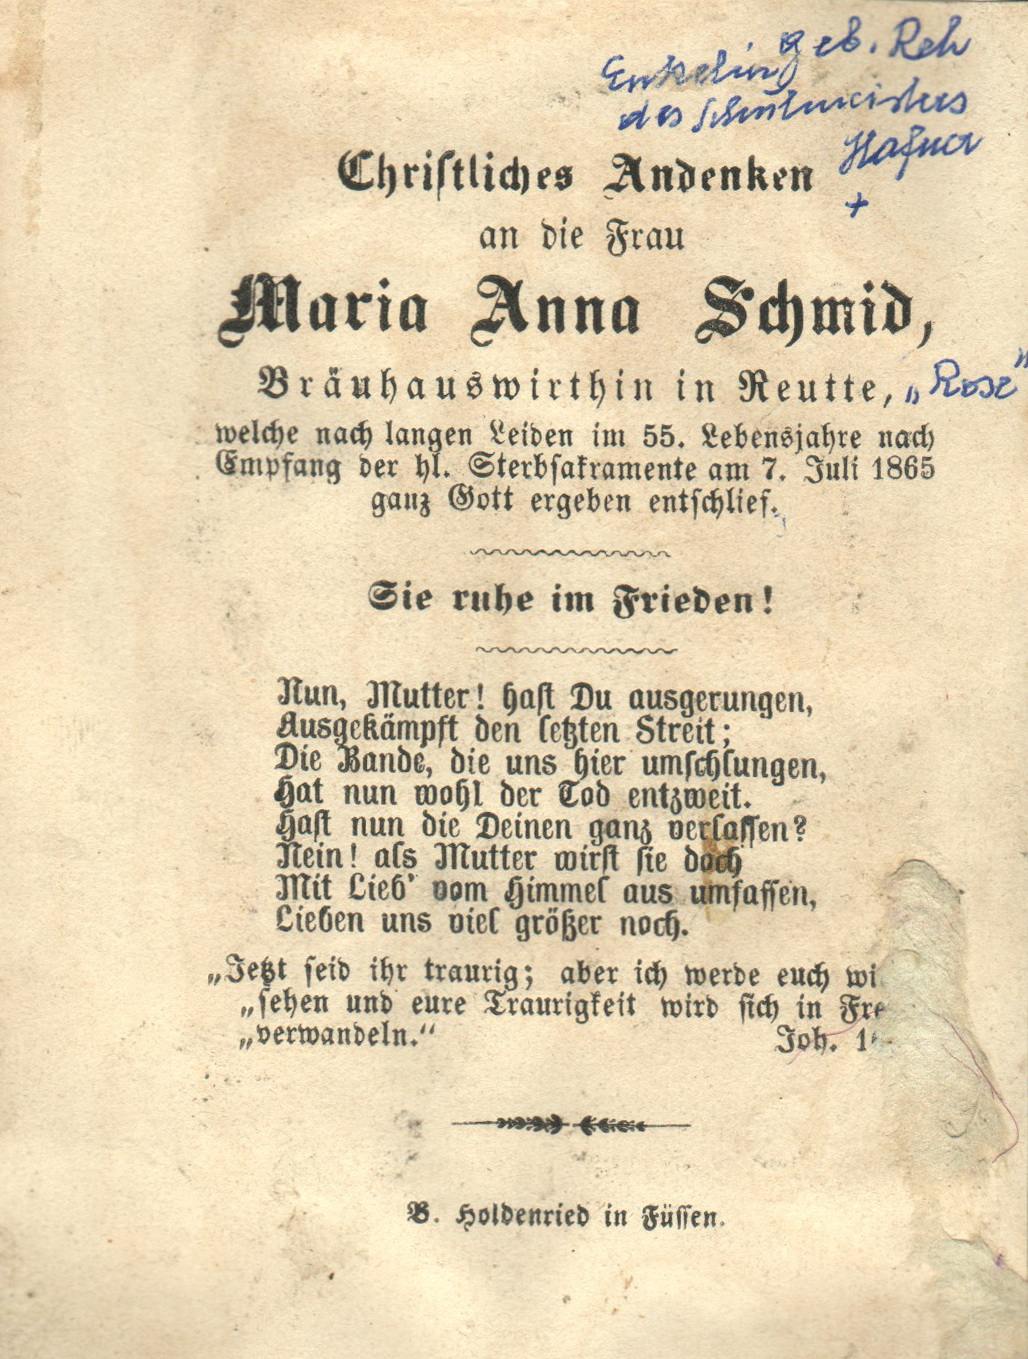 geb. Reh
Enkelin
des Schulmeisters
Hafner
+
Christliches Andenken
an die Frau
Maria Anna Schmid,
Bräuhauswirthin in Reutte, „Rose"
welche nach langen Leiden im 55. Lebensjahre nach
Empfang der hl. Sterbsakramente am 7. Juli 1865
ganz Gott ergeben entschlief.
Sie ruhe im Frieden!
Nun, Mutter! hast Du ausgerungen,
Ausgekämpft den letzten Streit;
Die Bande, die uns hier umschlungen,
Hat nun wohl der Tod entzweit.
Hast nun die Deinen ganz verlassen?
Nein! als Mutter wirst sie doch
Mit Lieb' vom Himmel aus umfassen,
Lieben uns viel größer noch.
„Jetzt seid ihr traurig; aber ich werde euch wi
„sehen und eure Traurigkeit wird sich in Fre
„verwandeln.“ Joh. 1
B. Holdenried in Füssen.